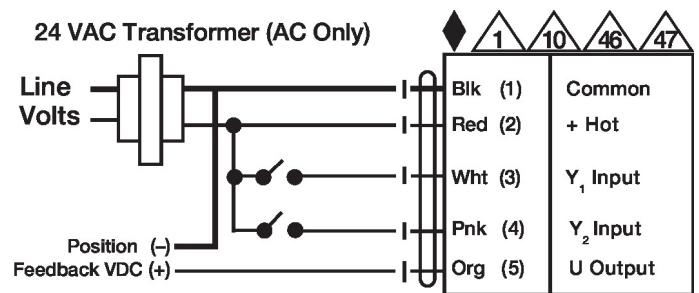 24 VAC Transformer (AC Only)
1 10 46 47
Line
Volts
Blk (1) Common
Red (2) + Hot
Wht (3) Y1 Input
Pnk (4) Y2 Input
Position (–)
Feedback VDC (+)
Org (5) U Output